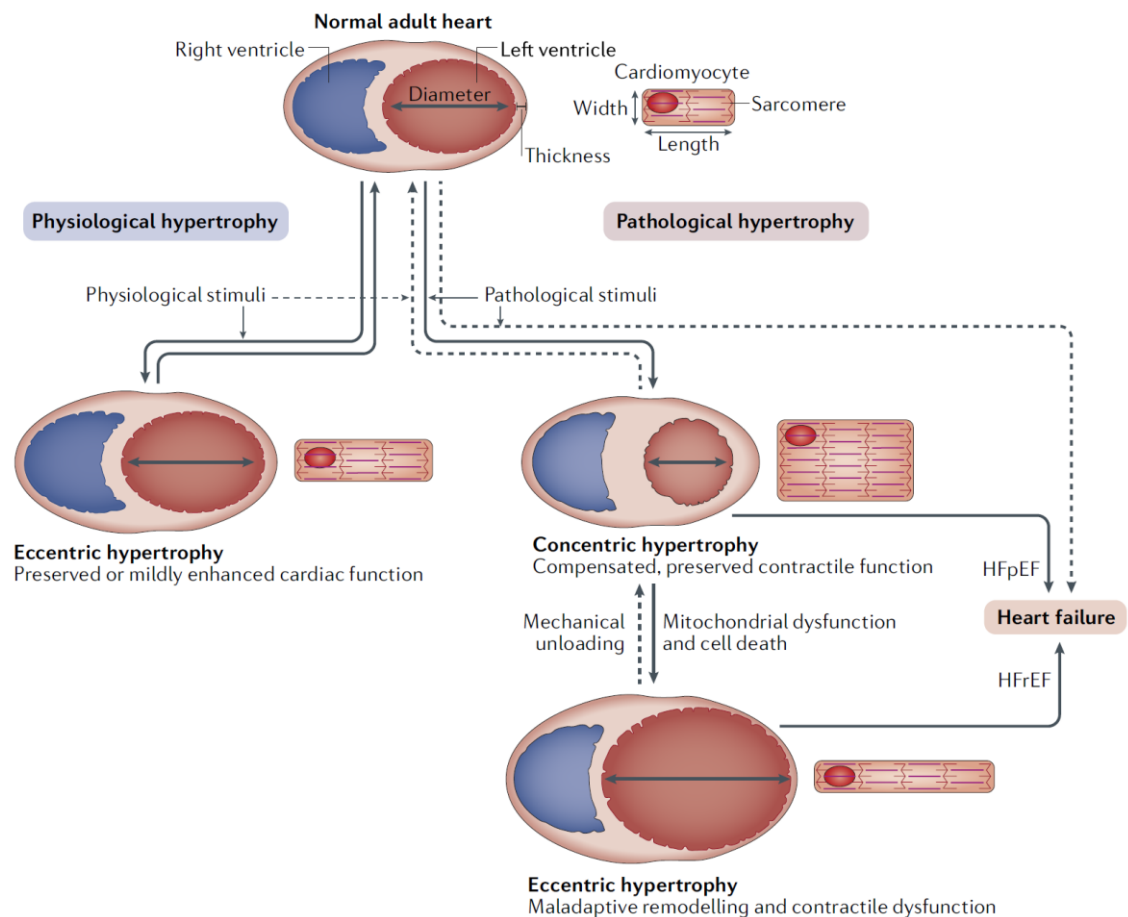 Normal adult heart
Right ventricle
Left ventricle
Diameter
Thickness
Cardiomyocyte
Width
Sarcomere
Length
Physiological hypertrophy
Pathological hypertrophy
Physiological stimuli
Pathological stimuli
Eccentric hypertrophy
Preserved or mildly enhanced cardiac function
Concentric hypertrophy
Compensated, preserved contractile function
HFpEF
Heart failure
Mechanical
unloading
Mitochondrial dysfunction
and cell death
HFrEF
Eccentric hypertrophy
Maladaptive remodelling and contractile dysfunction